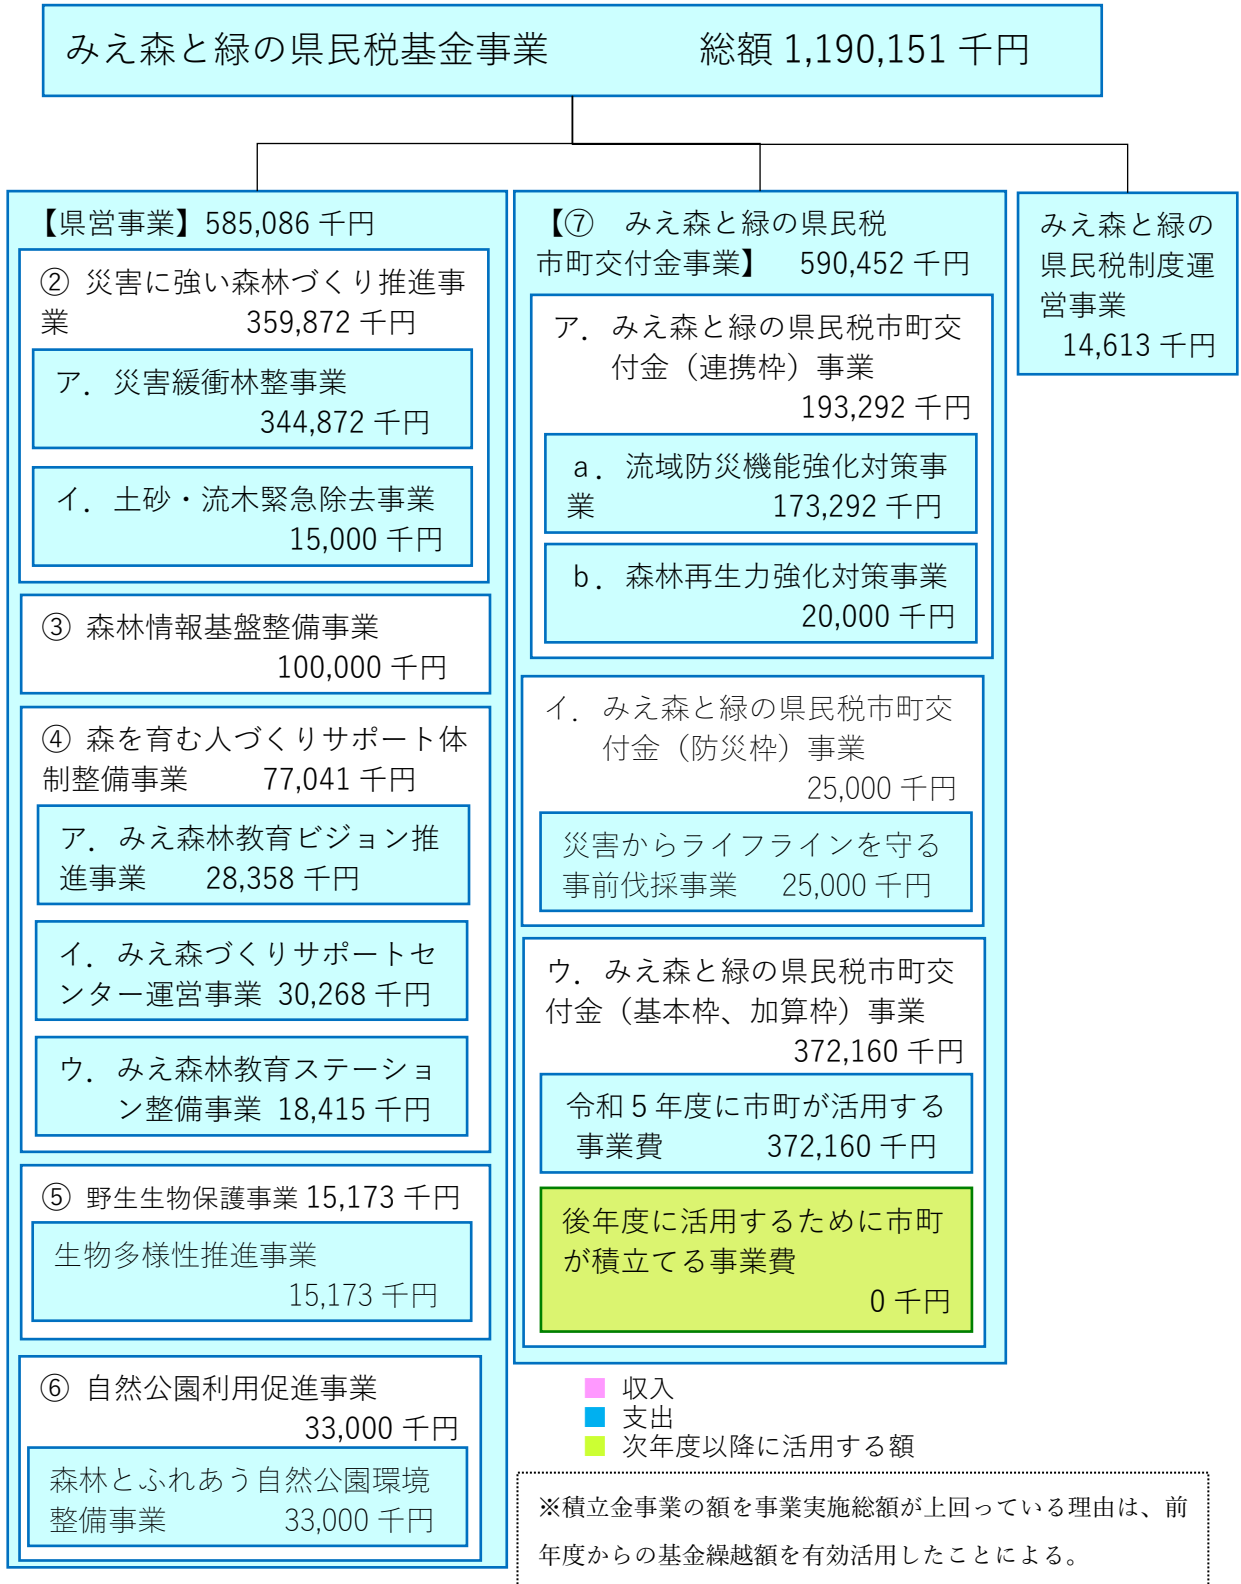 みえ森と緑の県民税基金事業　　　総額 1,190,151 千円
【県営事業】585,086 千円
② 災害に強い森林づくり推進事
業　　　　　359,872 千円
ア．災害緩衝林整事業
344,872 千円
イ．土砂・流木緊急除去事業
15,000 千円
③ 森林情報基盤整備事業
100,000 千円
④ 森を育む人づくりサポート体
制整備事業　　77,041 千円
ア．みえ森林教育ビジョン推
進事業　　28,358 千円
イ．みえ森づくりサポートセ
ンター運営事業 30,268 千円
ウ．みえ森林教育ステーショ
ン整備事業 18,415 千円
⑤ 野生生物保護事業 15,173 千円
生物多様性推進事業
15,173 千円
⑥ 自然公園利用促進事業
33,000 千円
森林とふれあう自然公園環境
整備事業　　　33,000 千円
【⑦　みえ森と緑の県民税
市町交付金事業】　590,452 千円
ア．みえ森と緑の県民税市町交
付金（連携枠）事業
193,292 千円
a．流域防災機能強化対策事
業　　　　　173,292 千円
b．森林再生力強化対策事業
20,000 千円
イ．みえ森と緑の県民税市町交
付金（防災枠）事業
25,000 千円
災害からライフラインを守る
事前伐採事業　25,000 千円
ウ．みえ森と緑の県民税市町交
付金（基本枠、加算枠）事業
372,160 千円
令和５年度に市町が活用する
事業費　　　372,160 千円
後年度に活用するために市町
が積立てる事業費
0 千円
みえ森と緑の
県民税制度運
営事業
14,613 千円
収入
支出
次年度以降に活用する額
※積立金事業の額を事業実施総額が上回っている理由は、前
年度からの基金繰越額を有効活用したことによる。